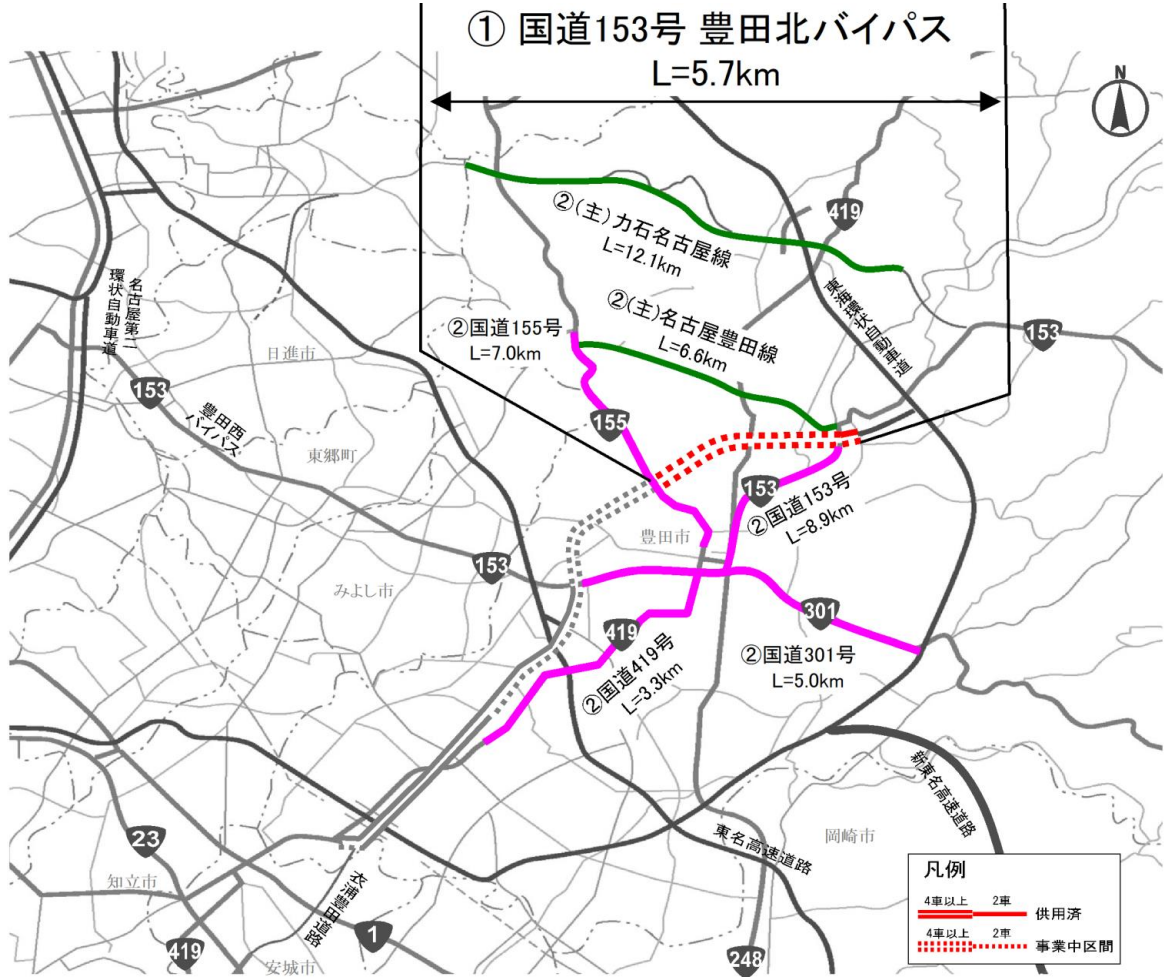 ① 国道153号 豊田北バイパス
L=5.7km
N
②(主)力石名古屋線
L=12.1km
419
名古屋第二
環状自動車道
東海環状自動車道
②国道155号
L=7.0km
②(主)名古屋豊田線
L=6.6km
153
日進市
153
豊田西
バイパス
155
東郷町
153
②国道153号
L=8.9km
豊田市
153
みよし市
301
419
②国道419号
L=3.3km
②国道301号
L=5.0km
新東名高速道路
岡崎市
東名高速道路
23
知立市
衣浦豊田道路
1
419
安城市
248
凡例
4車以上 2車 供用済
4車以上 2車 事業中区間